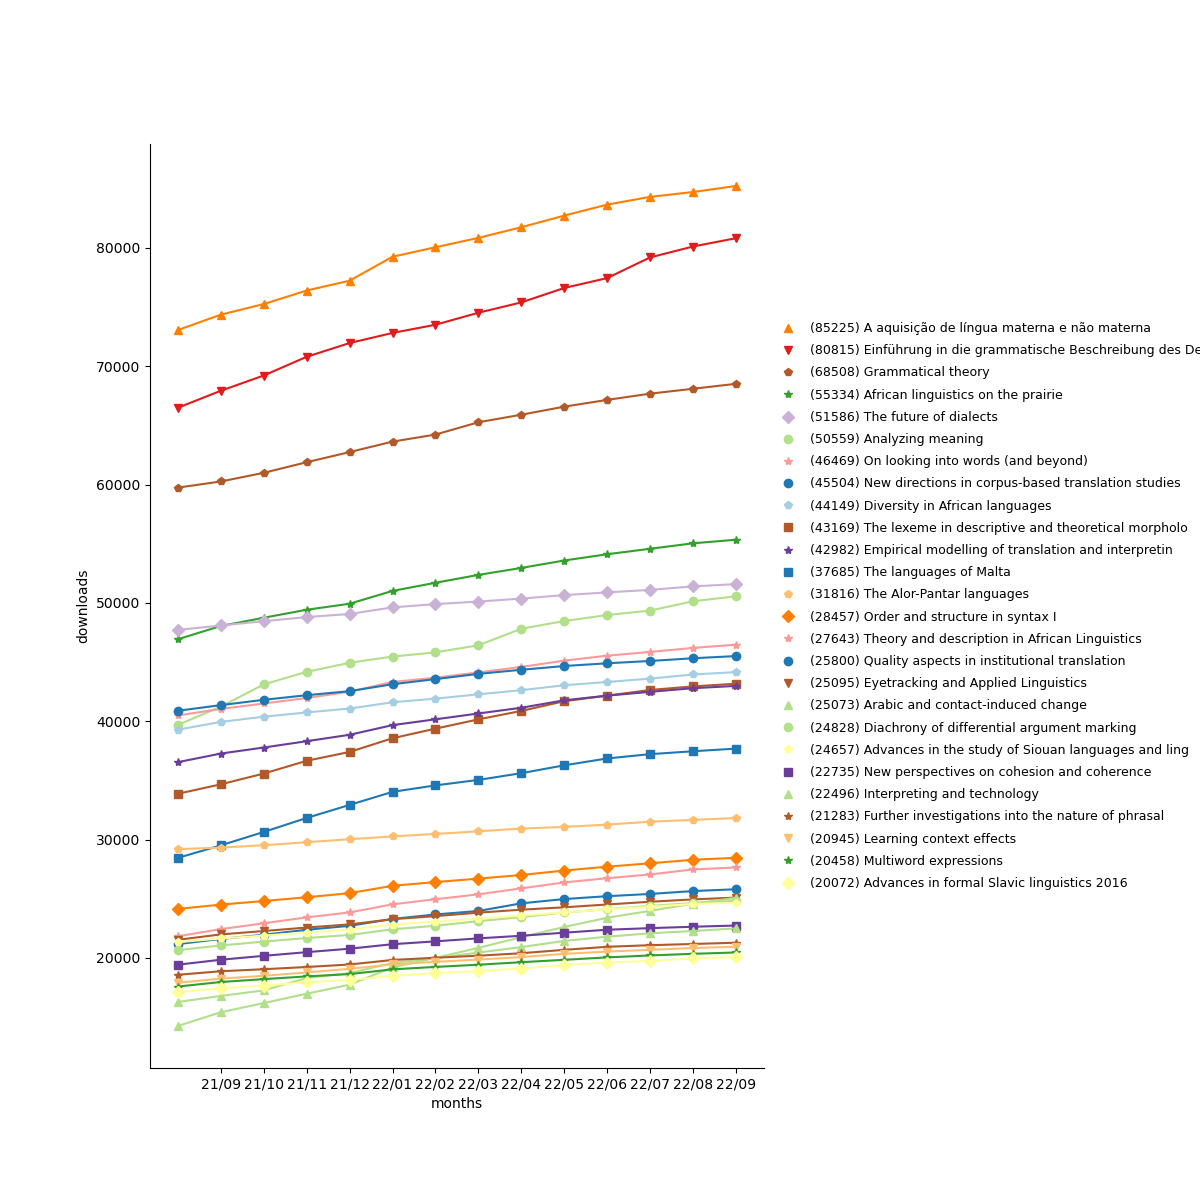 80000
70000
60000
50000
40000
30000
20000
downloads
21/09 21/10 21/11 21/12 22/01 22/02 22/03 22/04 22/05 22/06 22/07 22/08 22/09
months
(85225) A aquisição de língua materna e não materna
(80815) Einführung in die grammatische Beschreibung des De
(68508) Grammatical theory
(55334) African linguistics on the prairie
(51586) The future of dialects
(50559) Analyzing meaning
(46469) On looking into words (and beyond)
(45504) New directions in corpus-based translation studies
(44149) Diversity in African languages
(43169) The lexeme in descriptive and theoretical morpholo
(42982) Empirical modelling of translation and interpretin
(37685) The languages of Malta
(31816) The Alor-Pantar languages
(28457) Order and structure in syntax I
(27643) Theory and description in African Linguistics
(25800) Quality aspects in institutional translation
(25095) Eyetracking and Applied Linguistics
(25073) Arabic and contact-induced change
(24828) Diachrony of differential argument marking
(24657) Advances in the study of Siouan languages and ling
(22735) New perspectives on cohesion and coherence
(22496) Interpreting and technology
(21283) Further investigations into the nature of phrasal
(20945) Learning context effects
(20458) Multiword expressions
(20072) Advances in formal Slavic linguistics 2016